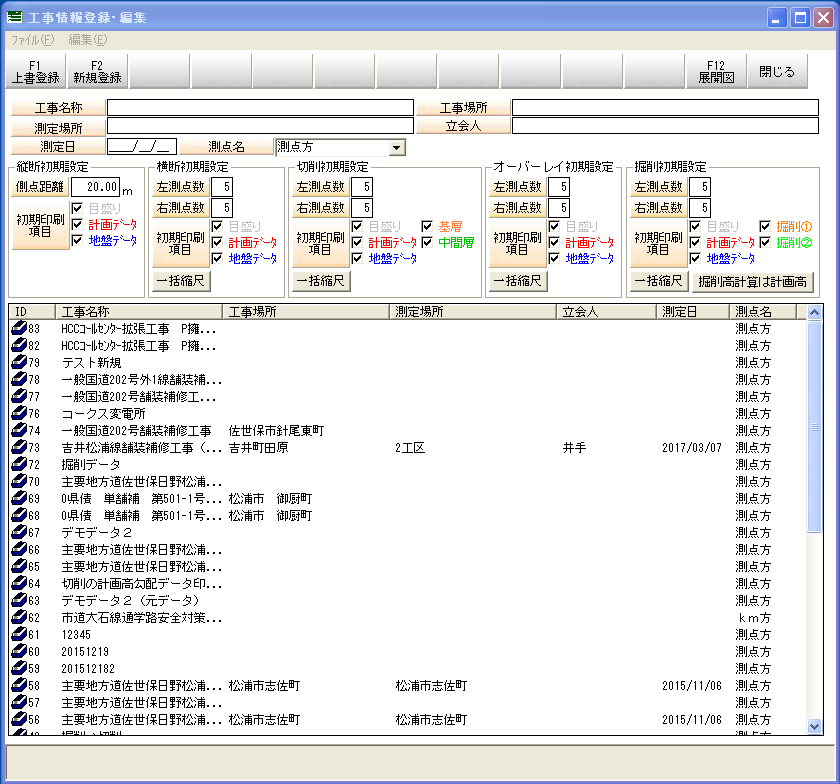 工事情報登録・編集
ファイル(F) 編集(E)
F1 上書登録 F2 新規登録 F12 展開図 閉じる
工事名称 工事場所
測定場所 立会人
測定日 __/__/__ 測点名 測点方
縦断初期設定 横断初期設定 切削初期設定 オーバーレイ初期設定 掘削初期設定
側点距離 20.00 m 左測点数 5 左測点数 5 左測点数 5 左測点数 5
右測点数 5 右測点数 5 右測点数 5 右測点数 5
初期印刷項目 目盛り 計画データ 地盤データ
初期印刷項目 目盛り 計画データ 地盤データ
初期印刷項目 目盛り 計画データ 地盤データ 基層 中間層
初期印刷項目 目盛り 計画データ 地盤データ
初期印刷項目 目盛り 計画データ 地盤データ 掘削① 掘削②
一括縮尺 一括縮尺 一括縮尺 一括縮尺 掘削高計算は計画高
ID 工事名称 工事場所 測定場所 立会人 測定日 測点名
83 HCCコールセンター拡張工事 P擁... 測点方
82 HCCコールセンター拡張工事 P擁... 測点方
79 テスト新規 測点方
78 一般国道202号外1線舗装補... 測点方
77 一般国道202号舗装補修工... 測点方
76 コークス変電所 測点方
74 一般国道202号舗装補修工事 佐世保市針尾東町 測点方
73 吉井松浦線舗装補修工事（... 吉井町田原 2工区 井手 2017/03/07 測点方
72 掘削データ 測点方
70 主要地方道佐世保日野松浦... 測点方
69 0県債 単舗補 第501-1号... 松浦市 御厨町 測点方
68 0県債 単舗補 第501-1号... 松浦市 御厨町 測点方
67 デモデータ２ 測点方
66 主要地方道佐世保日野松浦... 測点方
65 主要地方道佐世保日野松浦... 測点方
64 切削の計画高勾配データ印... 測点方
63 デモデータ２（元データ） 測点方
62 市道大石線通学路安全対策... ｋｍ方
61 12345 測点方
60 20151219 測点方
59 201512182 測点方
58 主要地方道佐世保日野松浦... 松浦市志佐町 松浦市志佐町 2015/11/06 測点方
57 主要地方道佐世保日野松浦... 測点方
56 主要地方道佐世保日野松浦... 松浦市志佐町 松浦市志佐町 2015/11/06 測点方